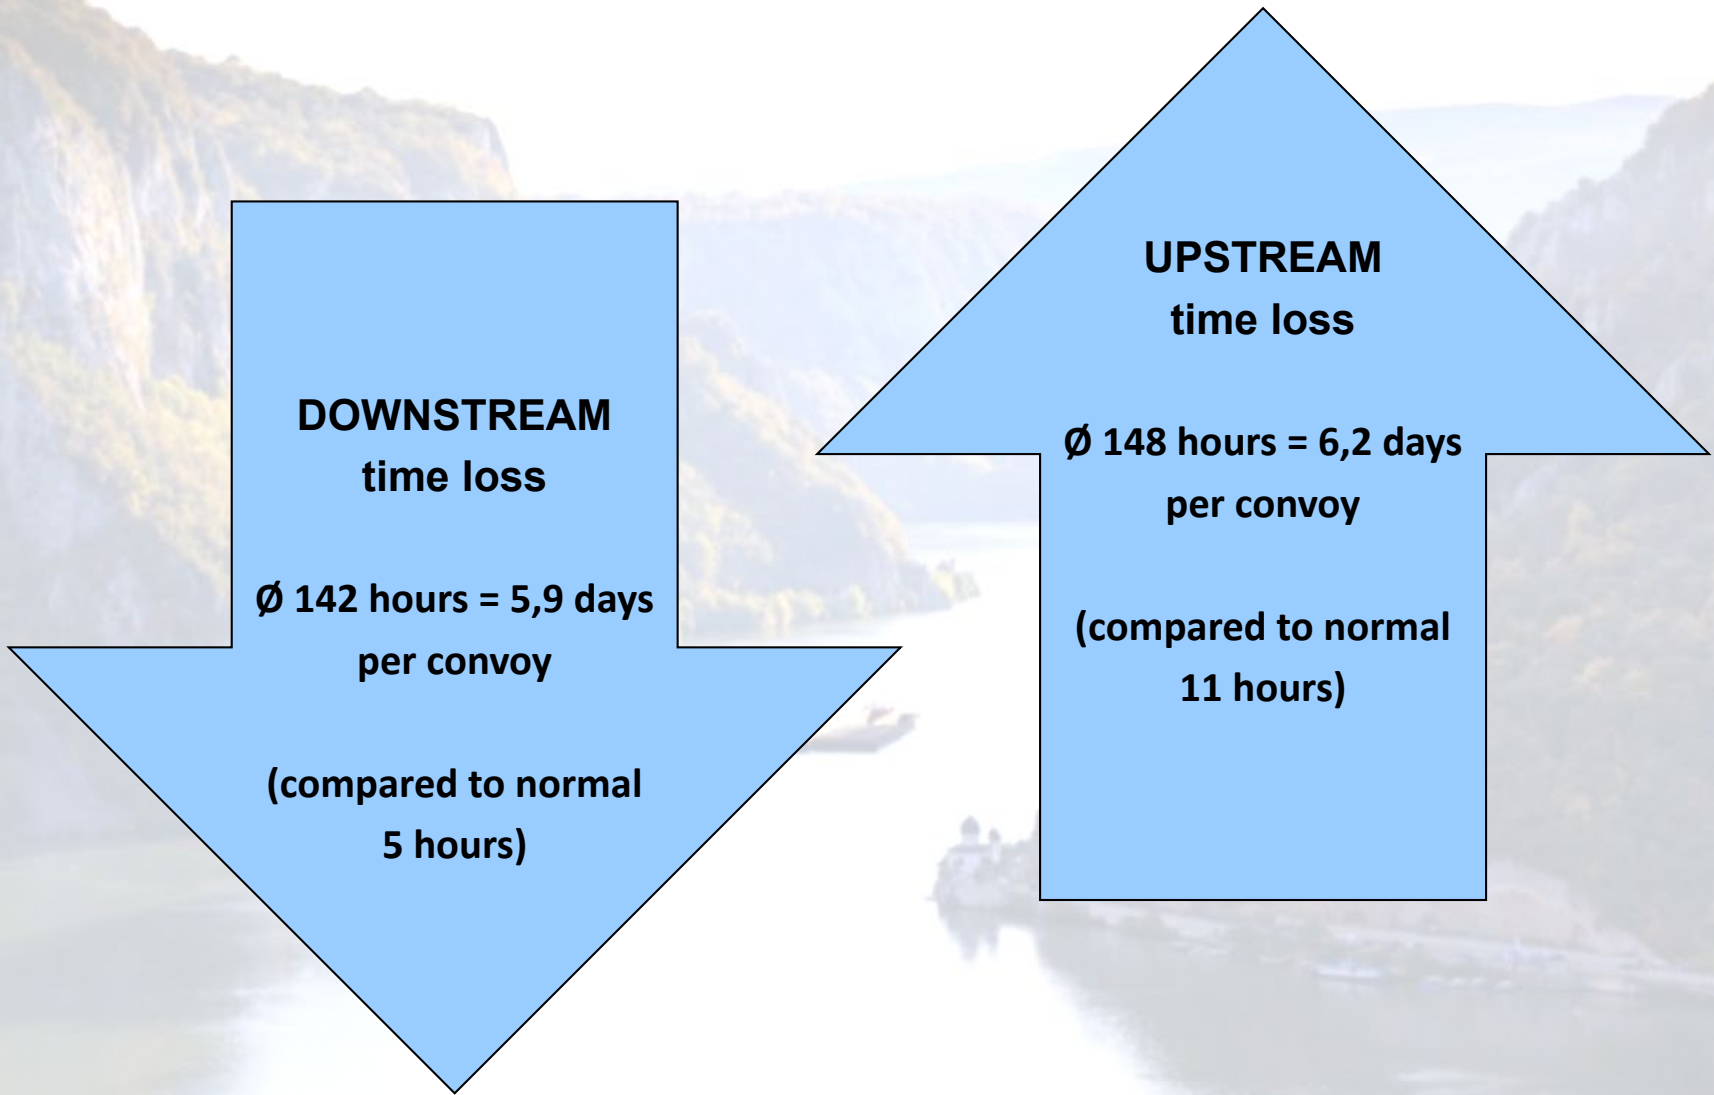 DOWNSTREAM
time loss
Ø 142 hours = 5,9 days
per convoy
(compared to normal
5 hours)
UPSTREAM
time loss
Ø 148 hours = 6,2 days
per convoy
(compared to normal
11 hours)